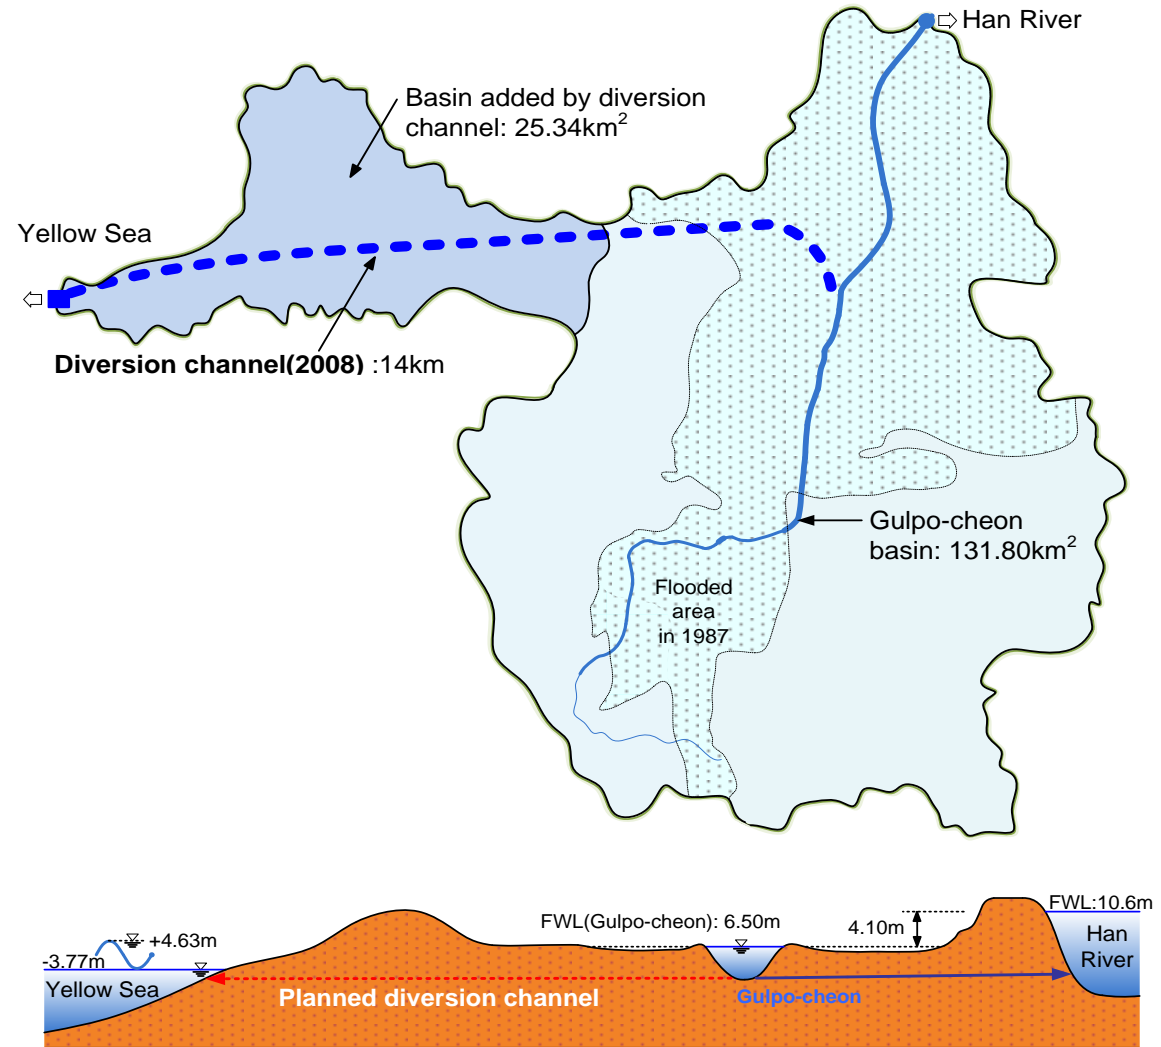 Han River
Basin added by diversion
channel: 25.34km²
Yellow Sea
Diversion channel(2008) :14km
Gulpo-cheon
basin: 131.80km²
Flooded
area
in 1987
FWL:10.6m
FWL(Gulpo-cheon): 6.50m
4.10m
+4.63m
Han
River
-3.77m
Yellow Sea
Planned diversion channel
Gulpo-cheon